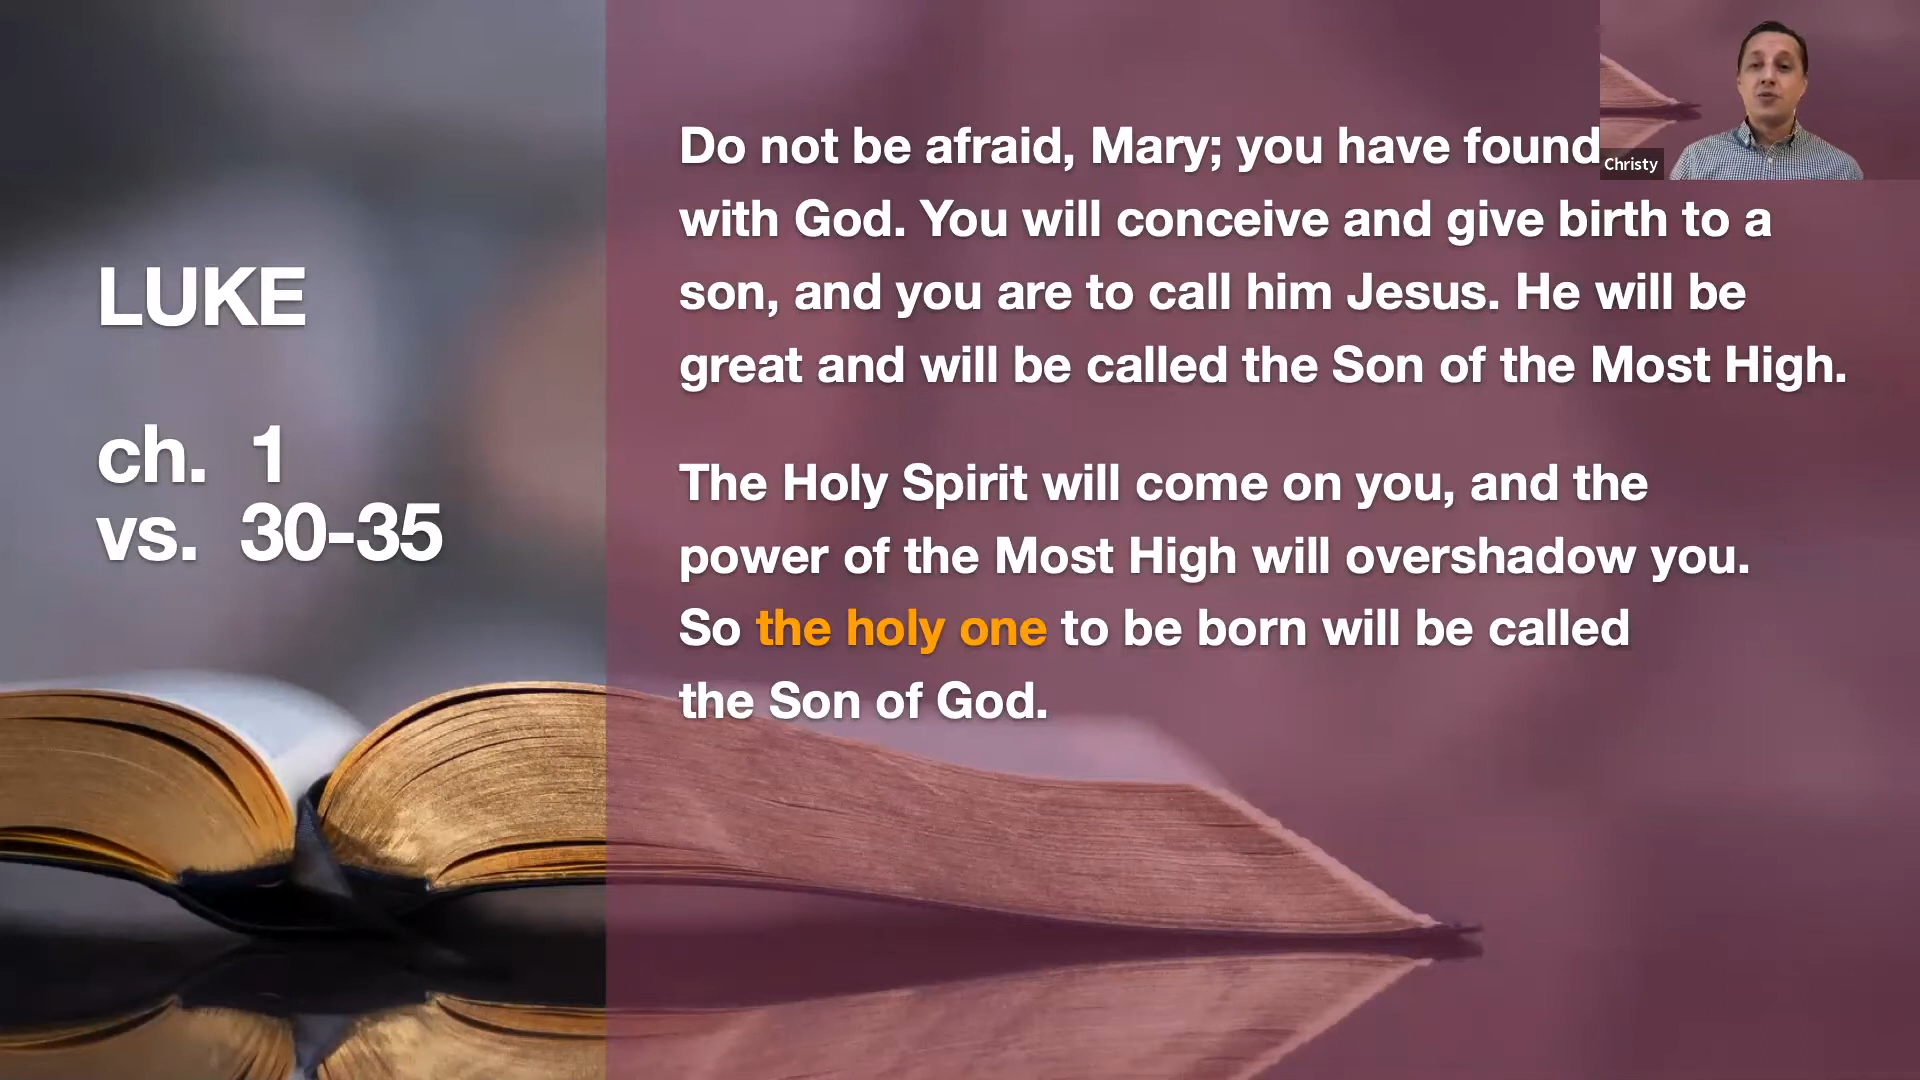 LUKE
ch. 1
vs. 30-35
Do not be afraid, Mary; you have found
with God. You will conceive and give birth to a
son, and you are to call him Jesus. He will be
great and will be called the Son of the Most High.
The Holy Spirit will come on you, and the
power of the Most High will overshadow you.
So the holy one to be born will be called
the Son of God.
Christy